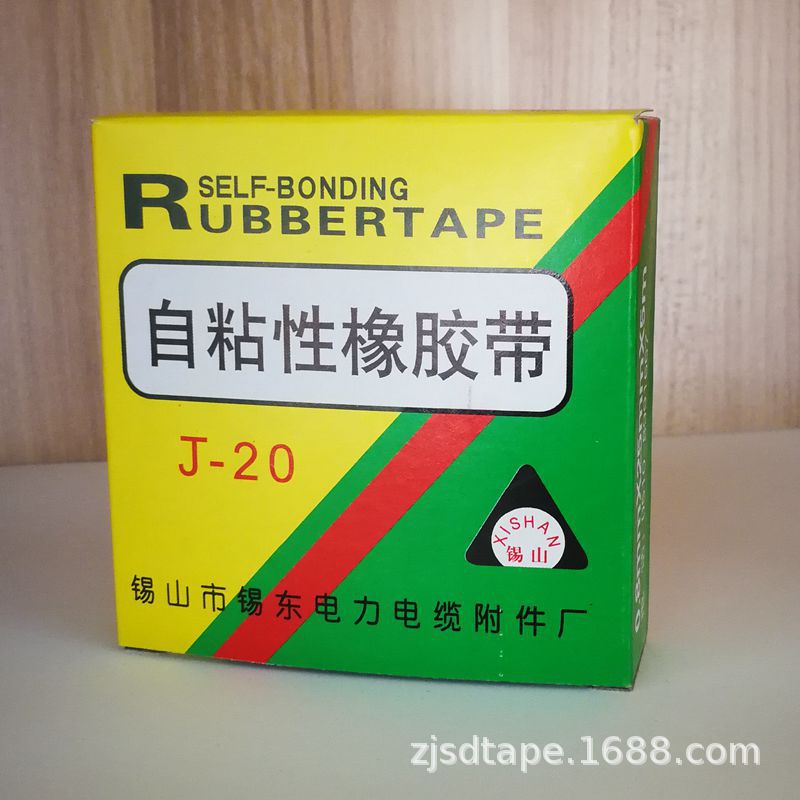 SELF-BONDING
RUBBERTAPE
自粘性橡胶带
J-20
XISHAN
锡山
锡山市锡东电力电缆附件厂
zjsdtape.1688.com